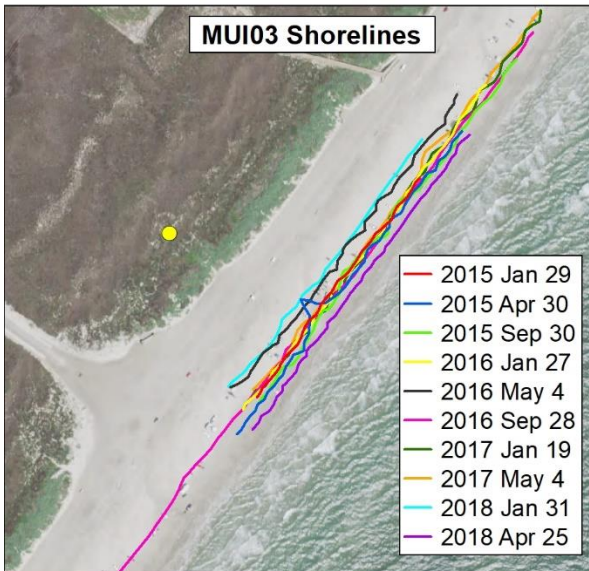 MUI03 Shorelines
2015 Jan 29
2015 Apr 30
2015 Sep 30
2016 Jan 27
2016 May 4
2016 Sep 28
2017 Jan 19
2017 May 4
2018 Jan 31
2018 Apr 25